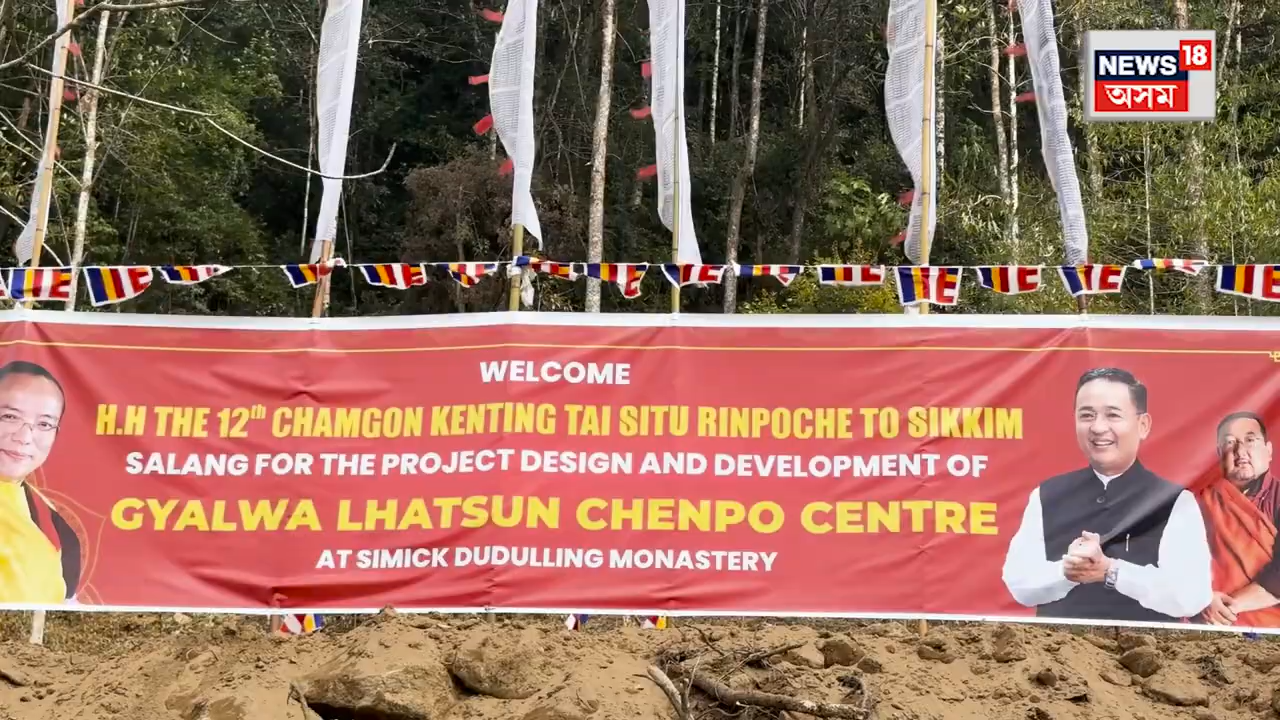 NEWS 18
অসম
WELCOME
H.H THE 12th CHAMGON KENTING TAI SITU RINPOCHE TO SIKKIM
SALANG FOR THE PROJECT DESIGN AND DEVELOPMENT OF
GYALWA LHATSUN CHENPO CENTRE
AT SIMICK DUDULLING MONASTERY